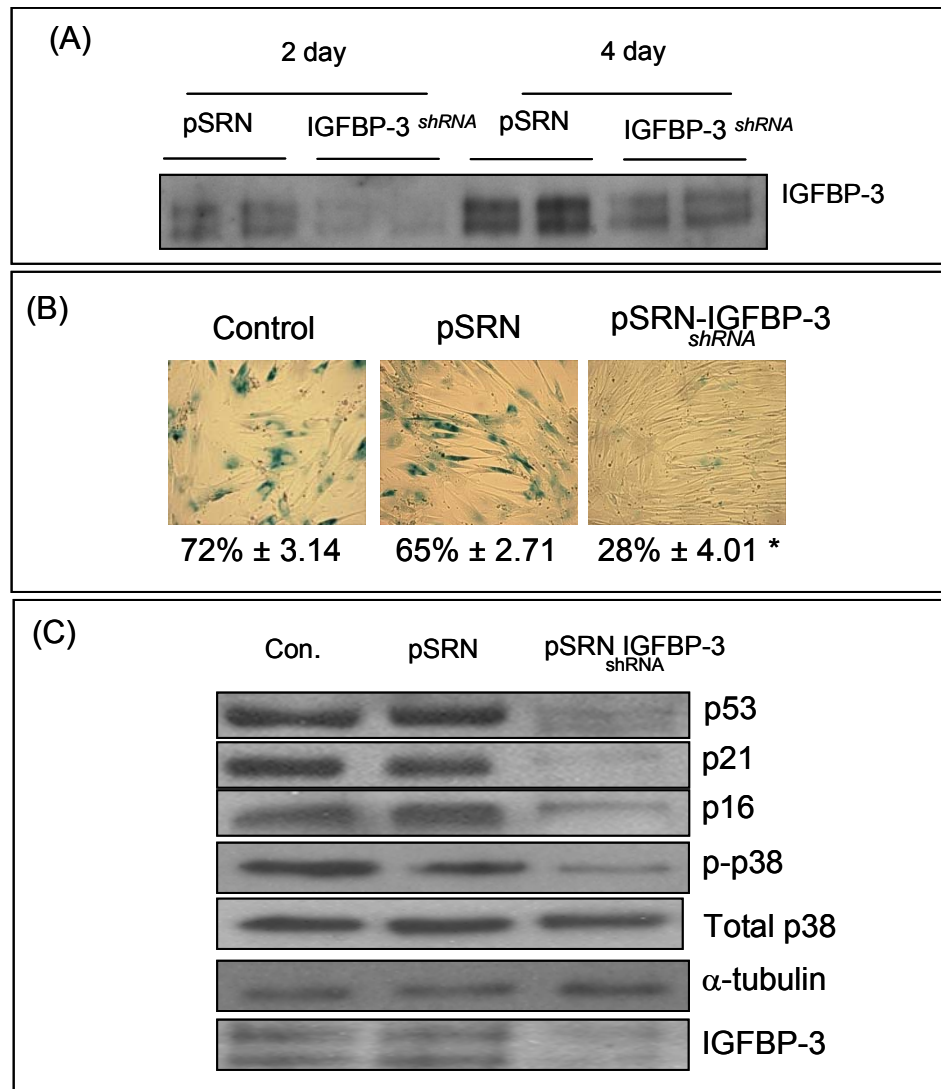 (A)
2 day 4 day
pSRN IGFBP-3 shRNA pSRN IGFBP-3 shRNA
IGFBP-3
(B)
Control pSRN pSRN-IGFBP-3
shRNA
72% ± 3.14 65% ± 2.71 28% ± 4.01 *
(C)
Con. pSRN pSRN IGFBP-3
shRNA
p53
p21
p16
p-p38
Total p38
α-tubulin
IGFBP-3